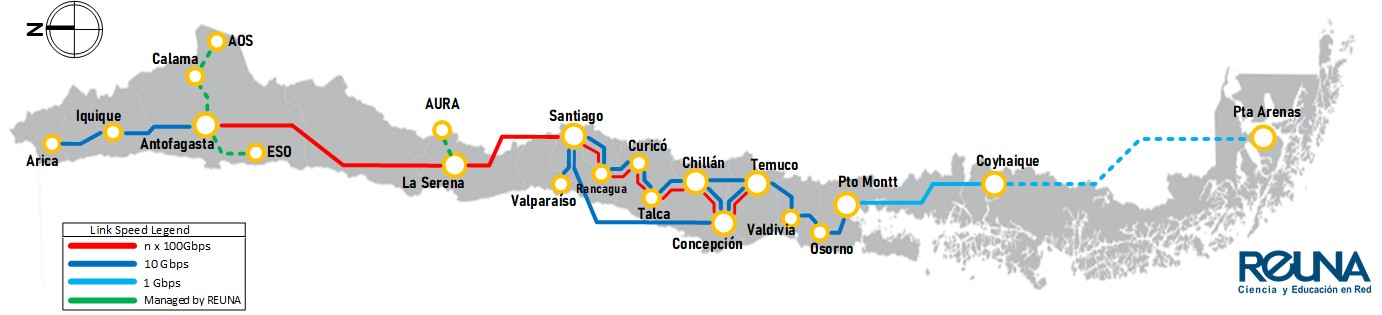 N
AOS
Calama
Iquique
Arica
Antofagasta
ESO
AURA
La Serena
Santiago
Valparaíso
Rancagua
Curicó
Talca
Chillán
Concepción
Temuco
Valdivia
Osorno
Pto Montt
Coyhaique
Pta Arenas
Link Speed Legend
n x 100Gbps
10 Gbps
1 Gbps
Managed by REUNA
REUNA
Ciencia y Educación en Red